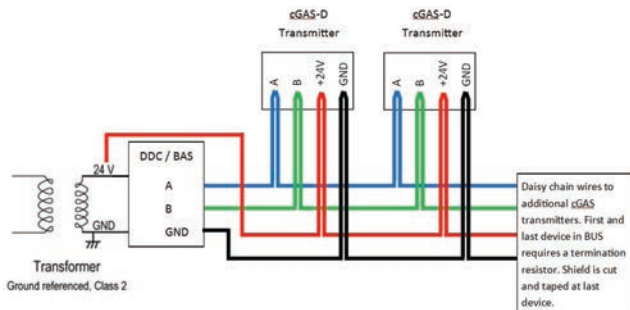 cGAS-D
Transmitter
A
B
+24V
GND
cGAS-D
Transmitter
A
B
+24V
GND
24 V
GND
Transformer
Ground referenced, Class 2
DDC / BAS
A
B
GND
Daisy chain wires to
additional cGAS
transmitters. First and
last device in BUS
requires a termination
resistor. Shield is cut
and taped at last
device.